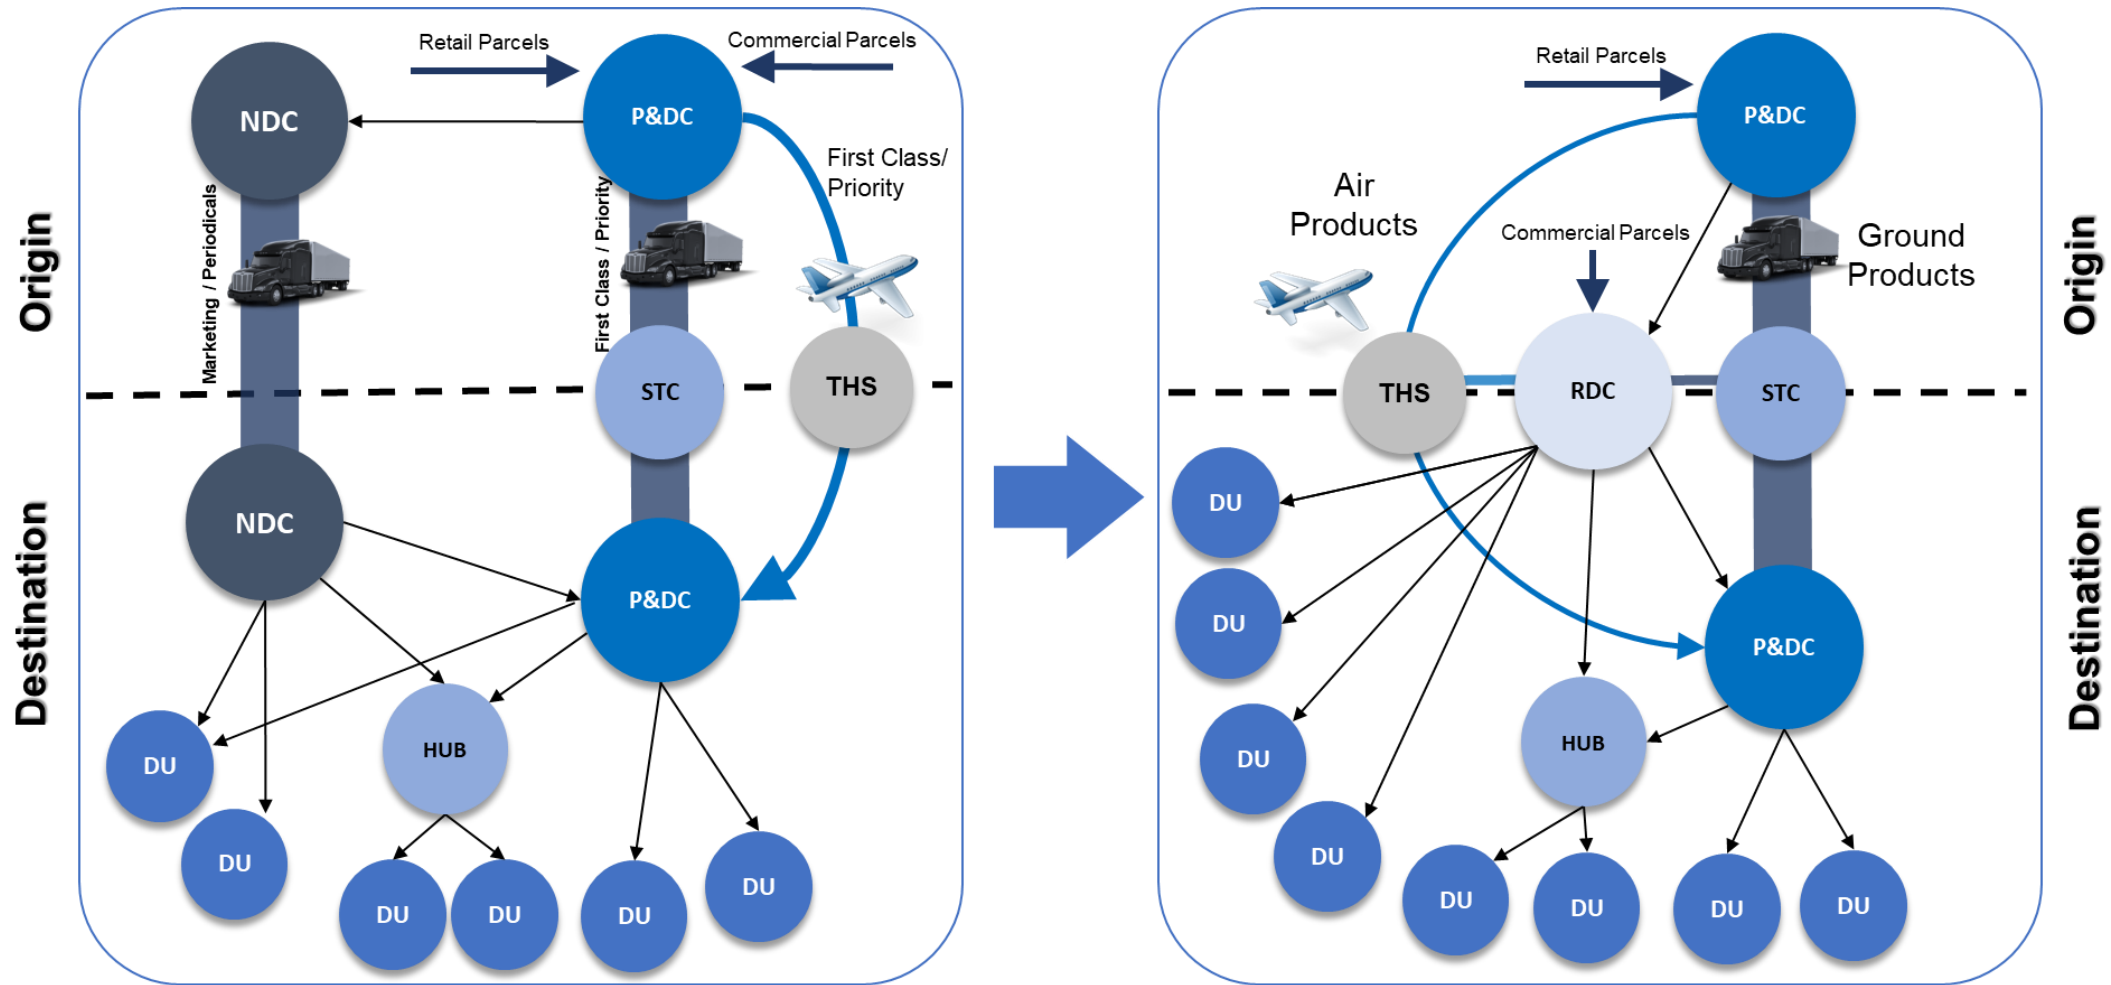 Origin
Destination
Retail Parcels
Commercial Parcels
NDC
P&DC
First Class/
Priority
Marketing / Periodicals
First Class / Priority
STC
THS
NDC
P&DC
HUB
DU
DU
DU
DU
DU
DU
Retail Parcels
P&DC
Air
Products
Commercial Parcels
Ground
Products
THS
RDC
STC
DU
DU
P&DC
HUB
DU
DU
DU
DU
DU
DU
Origin
Destination